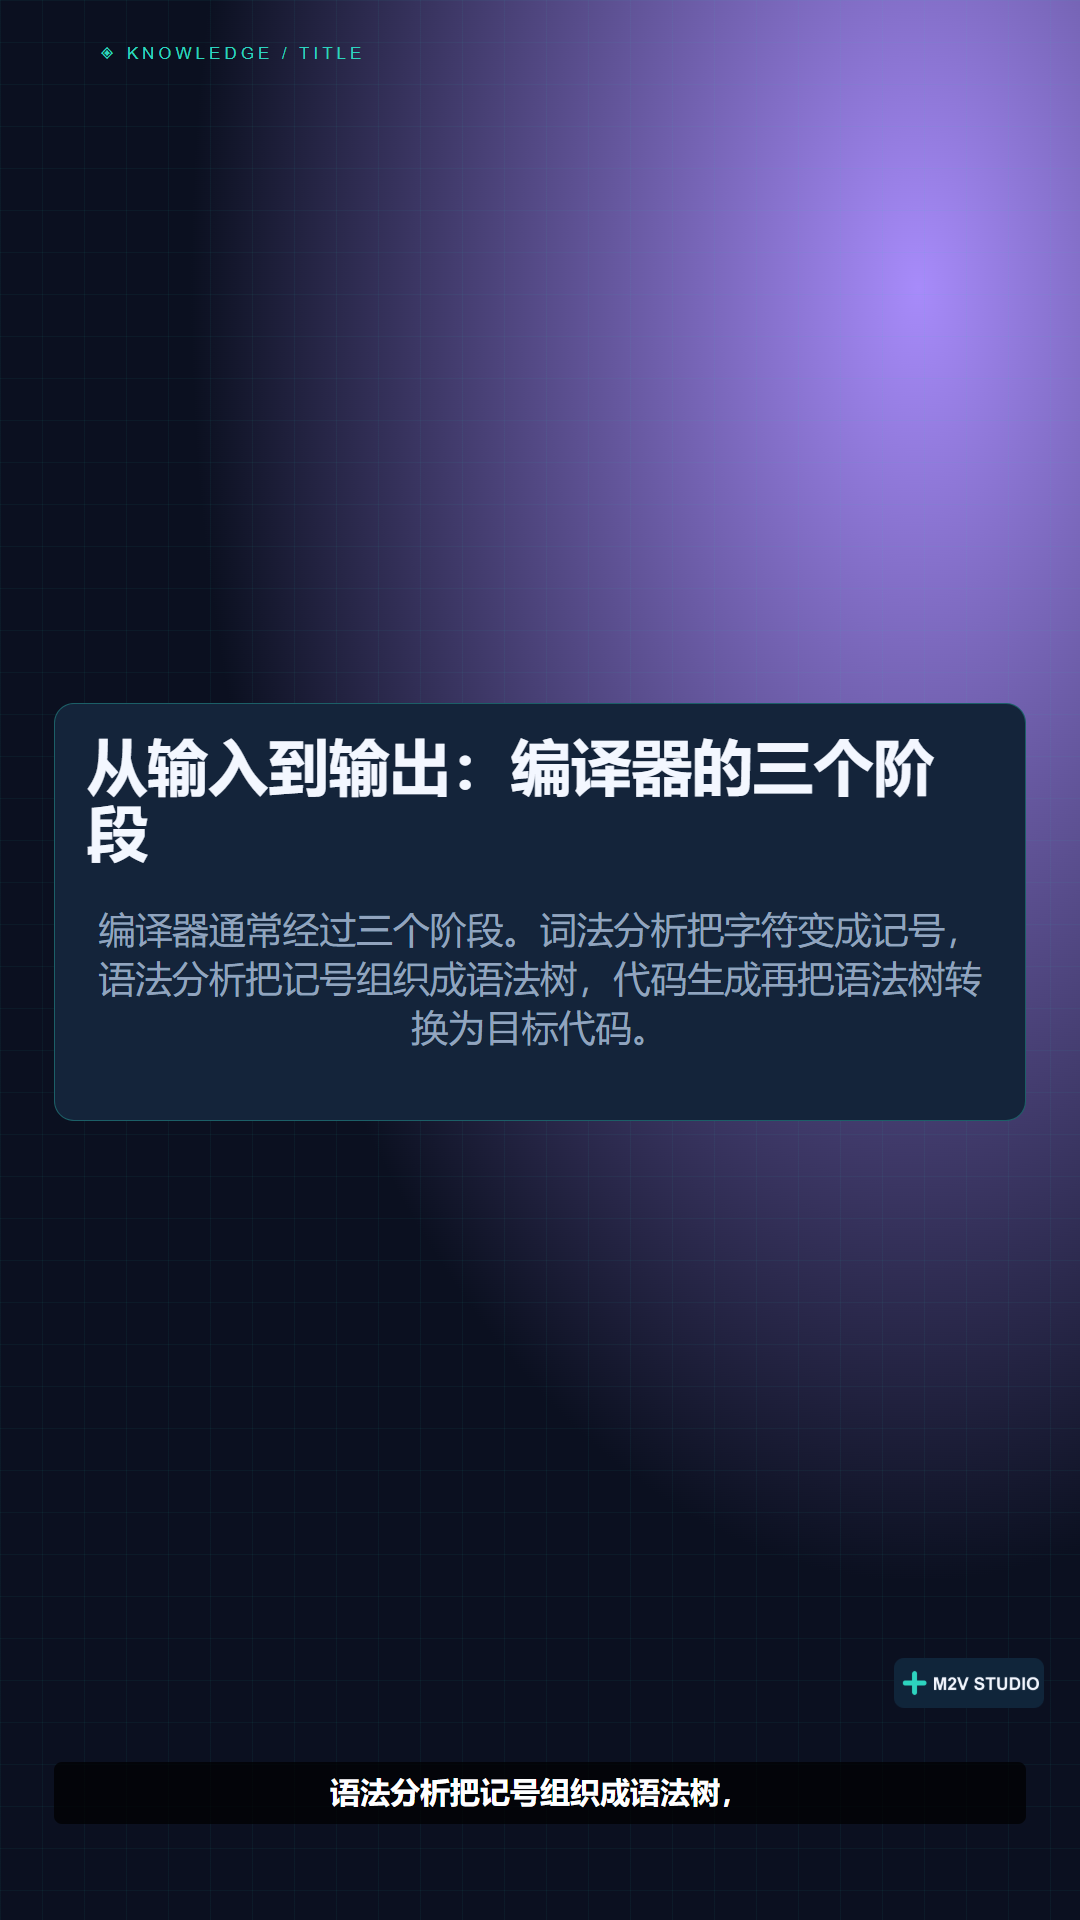 ◈ KNOWLEDGE / TITLE
从输入到输出：编译器的三个阶
段
编译器通常经过三个阶段。词法分析把字符变成记号，
语法分析把记号组织成语法树，代码生成再把语法树转
换为目标代码。
M2V STUDIO
语法分析把记号组织成语法树，